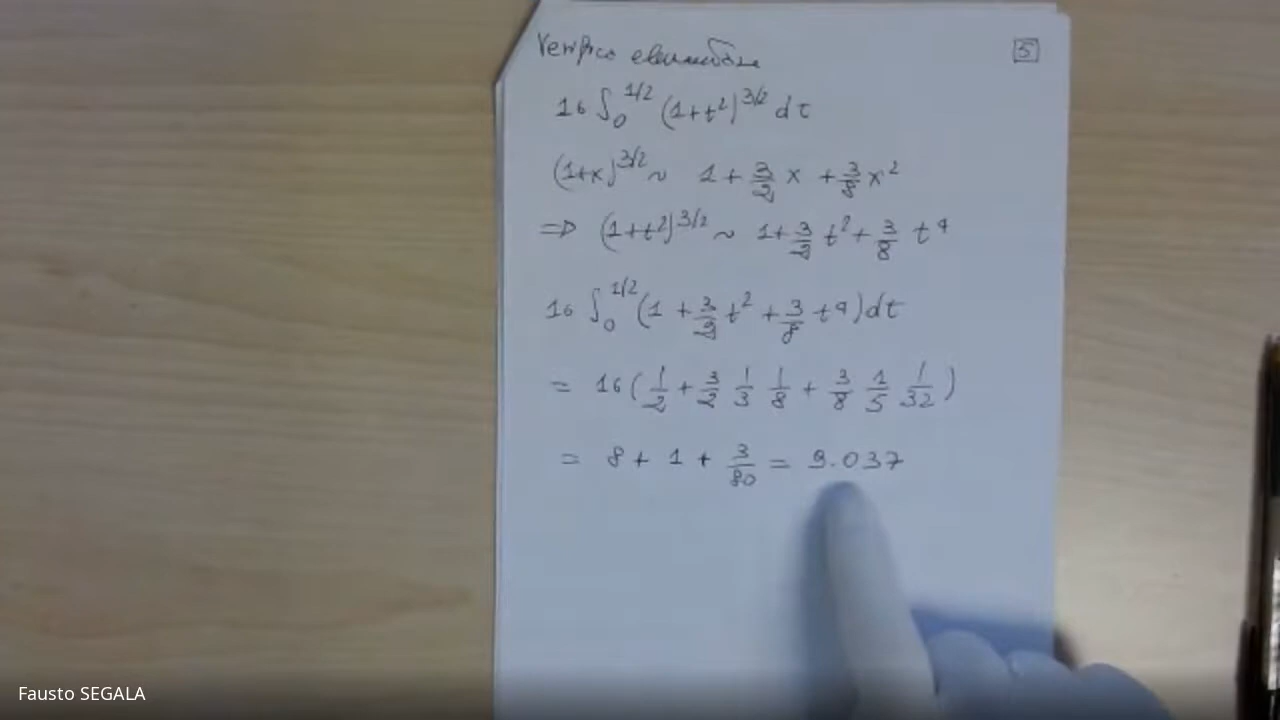 Verifica elementare
5
16 ∫₀^{1/2} (1+t²)^{3/2} dt
(1+x)^{3/2} ~ 1 + 3/2 x + 3/8 x²
⇒ (1+t²)^{3/2} ~ 1 + 3/2 t² + 3/8 t⁴
16 ∫₀^{1/2} (1 + 3/2 t² + 3/8 t⁴) dt
= 16 (1/2 + 3/2 1/3 1/8 + 3/8 1/5 1/32)
= 8 + 1 + 3/80 = 9.037
Fausto SEGALA